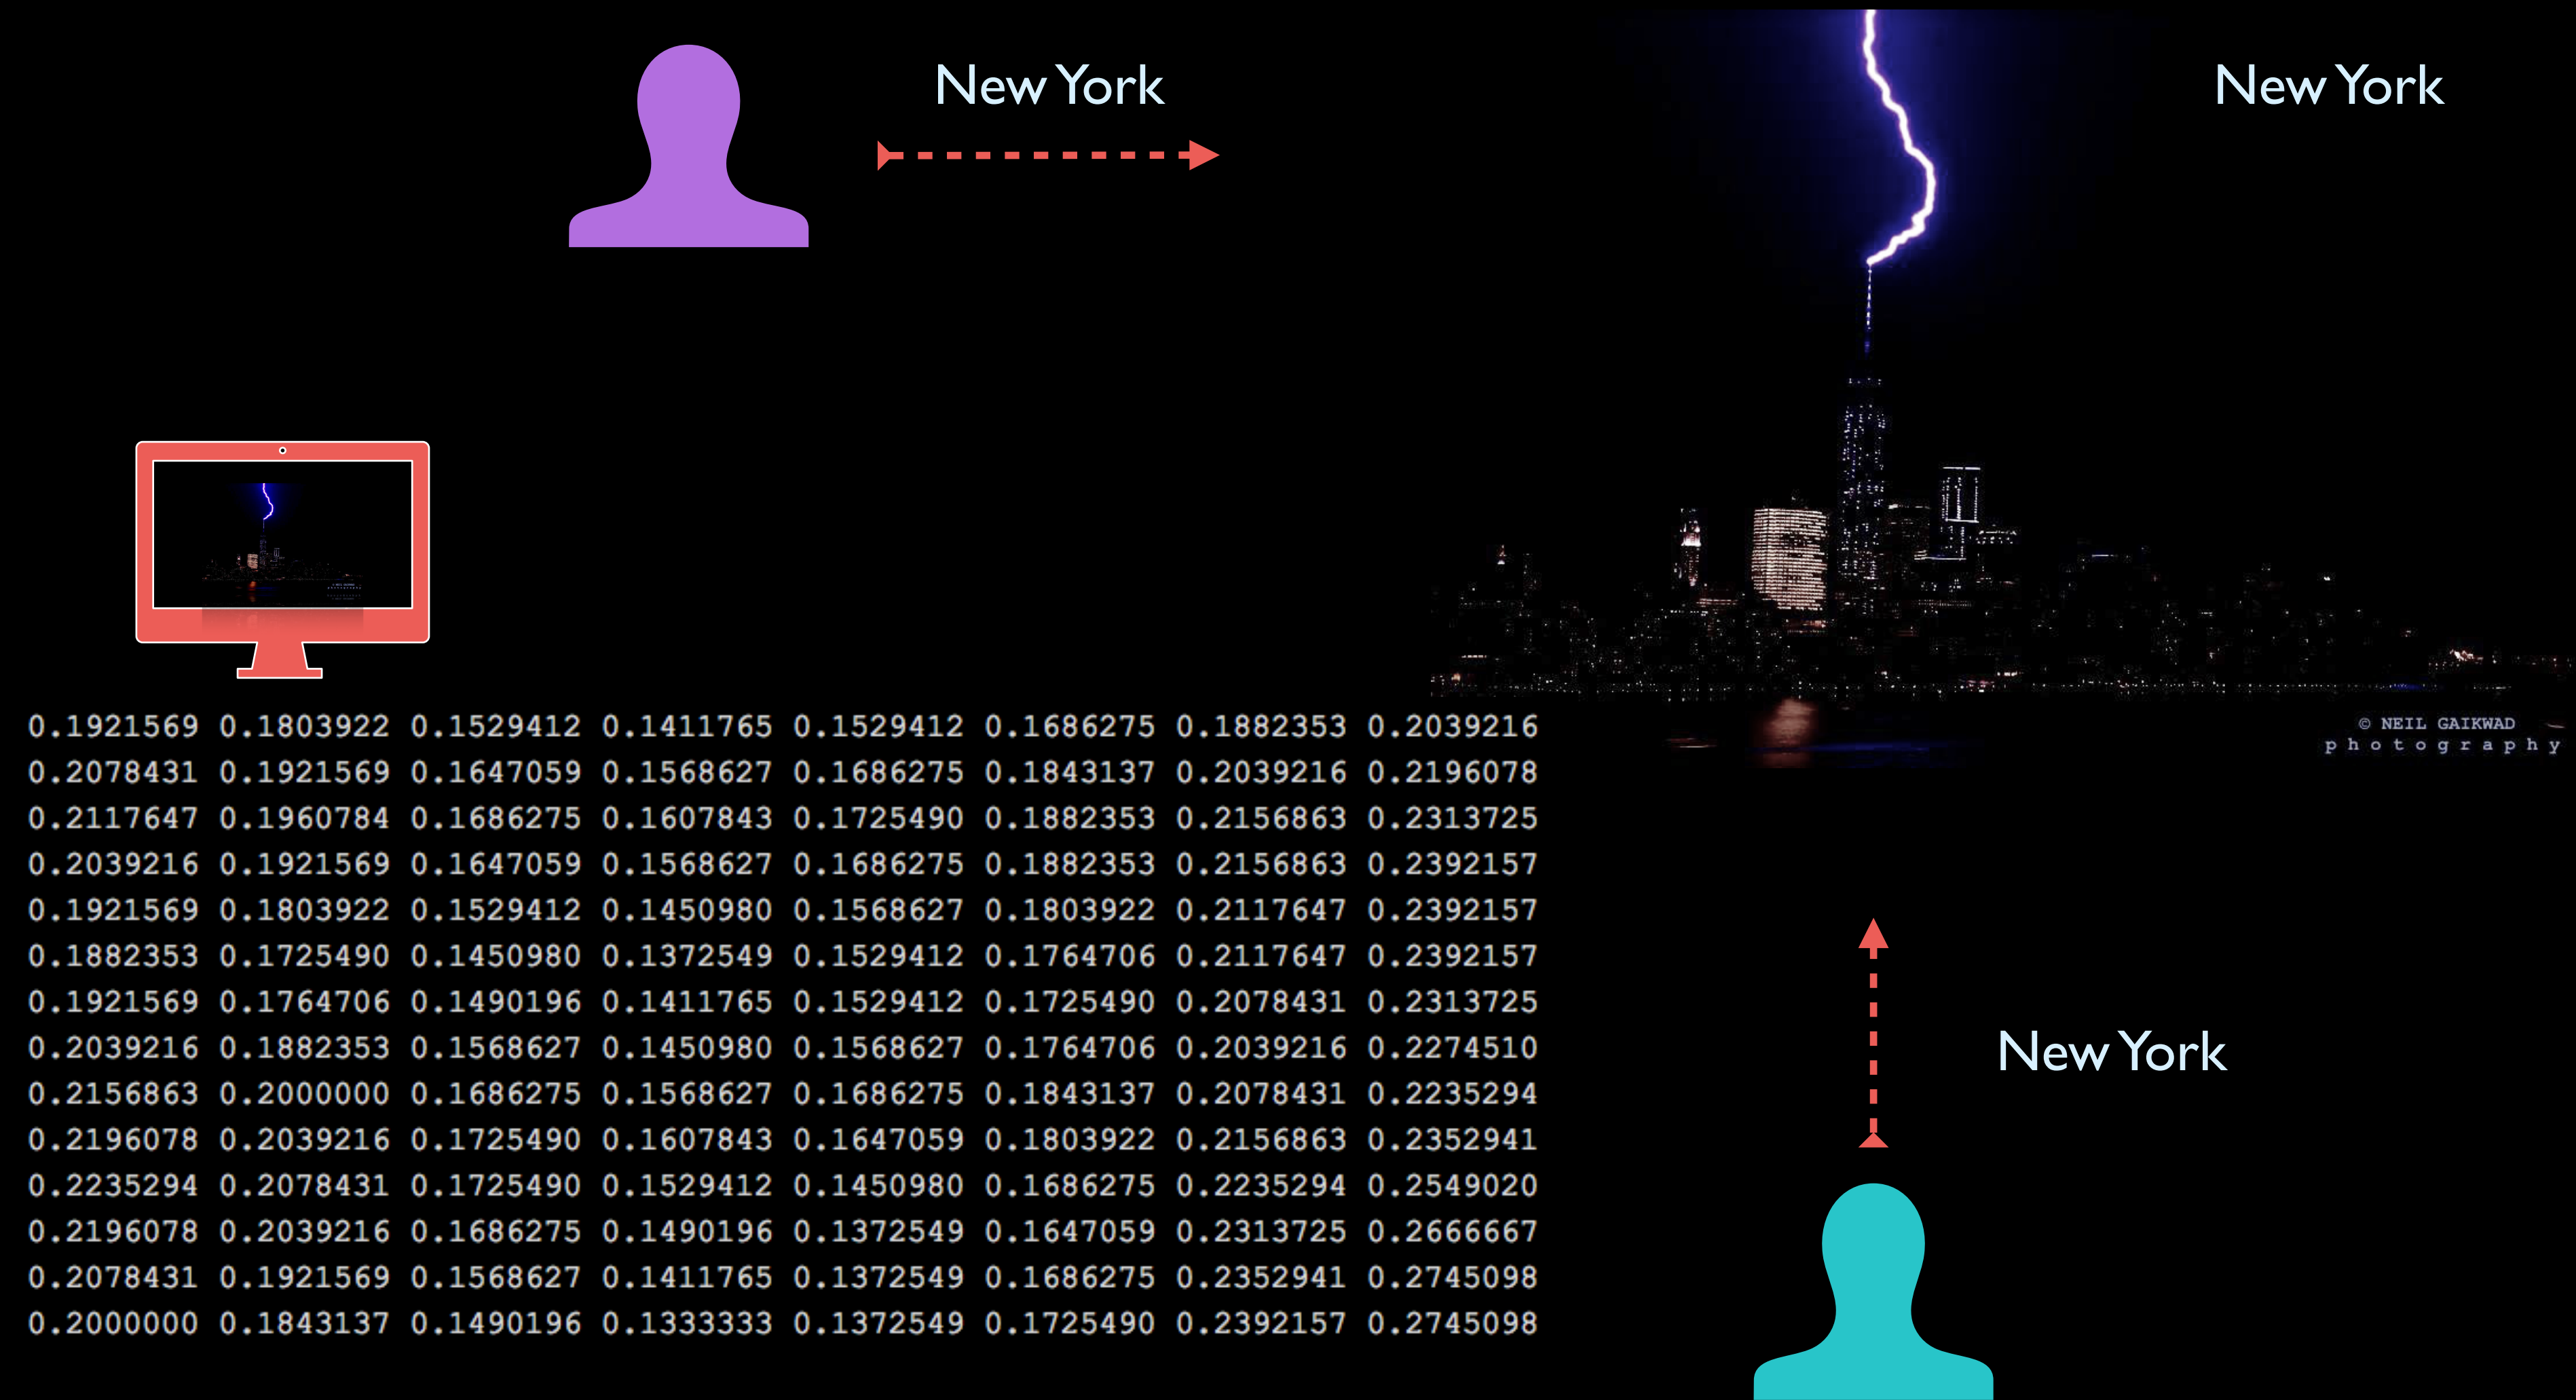 New York
New York
0.1921569 0.1803922 0.1529412 0.1411765 0.1529412 0.1686275 0.1882353 0.2039216
0.2078431 0.1921569 0.1647059 0.1568627 0.1686275 0.1843137 0.2039216 0.2196078
0.2117647 0.1960784 0.1686275 0.1607843 0.1725490 0.1882353 0.2156863 0.2313725
0.2039216 0.1921569 0.1647059 0.1568627 0.1686275 0.1882353 0.2156863 0.2392157
0.1921569 0.1803922 0.1529412 0.1450980 0.1568627 0.1803922 0.2117647 0.2392157
0.1882353 0.1725490 0.1450980 0.1372549 0.1529412 0.1764706 0.2117647 0.2392157
0.1921569 0.1764706 0.1490196 0.1411765 0.1529412 0.1725490 0.2078431 0.2313725
0.2039216 0.1882353 0.1568627 0.1450980 0.1568627 0.1764706 0.2039216 0.2274510
0.2156863 0.2000000 0.1686275 0.1568627 0.1686275 0.1843137 0.2078431 0.2235294
0.2196078 0.2039216 0.1725490 0.1607843 0.1647059 0.1803922 0.2156863 0.2352941
0.2235294 0.2078431 0.1725490 0.1529412 0.1450980 0.1686275 0.2235294 0.2549020
0.2196078 0.2039216 0.1686275 0.1490196 0.1372549 0.1647059 0.2313725 0.2666667
0.2078431 0.1921569 0.1568627 0.1411765 0.1372549 0.1686275 0.2352941 0.2745098
0.2000000 0.1843137 0.1490196 0.1333333 0.1372549 0.1725490 0.2392157 0.2745098
© NEIL GAIKWAD
photography
New York